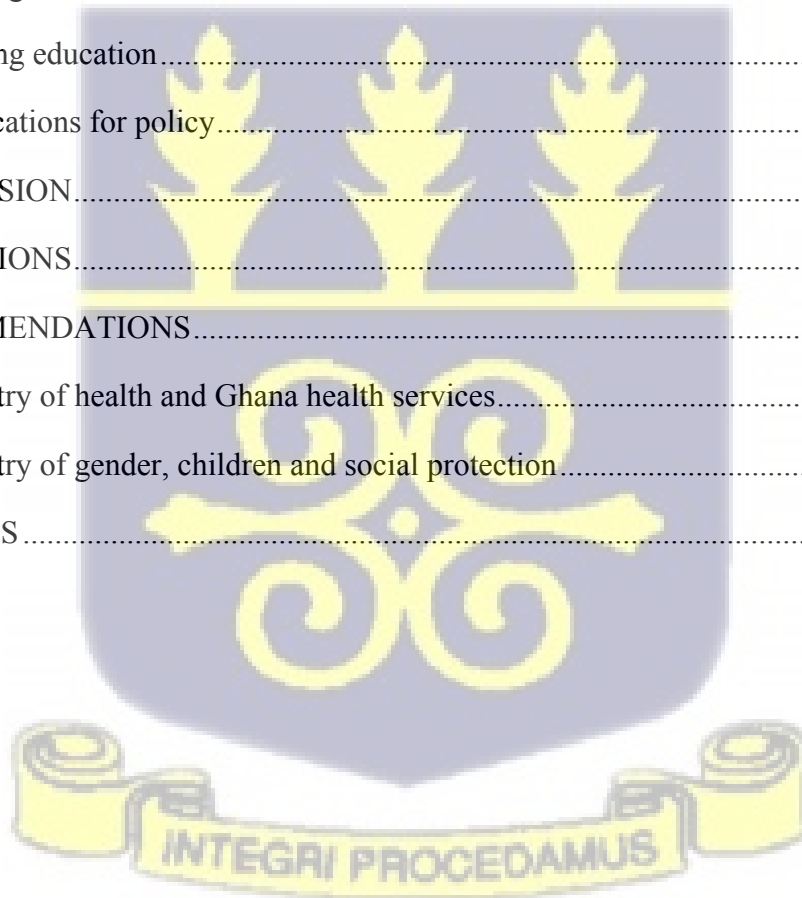 ng education
cations for policy
SION
IONS
MENDATIONS
try of health and Ghana health services
try of gender, children and social protection
S
INTEGRI PROCEDAMUS